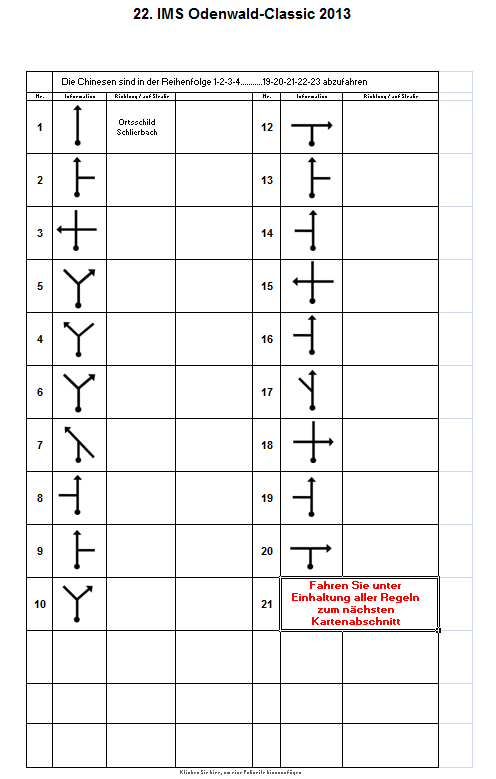 22. IMS Odenwald-Classic 2013
Die Chinesen sind in der Reihenfolge 1-2-3-4..........19-20-21-22-23 abzufahren
Nr. Information Richtung / auf Straße Nr. Information Richtung / auf Straße
1 Ortsschild Schlierbach 12
2 13
3 14
5 15
4 16
6 17
7 18
8 19
9 20
10 21
Fahren Sie unter
Einhaltung aller Regeln
zum nächsten
Kartenabschnitt
Klicken Sie hier, um eine Fußzeile hinzuzufügen